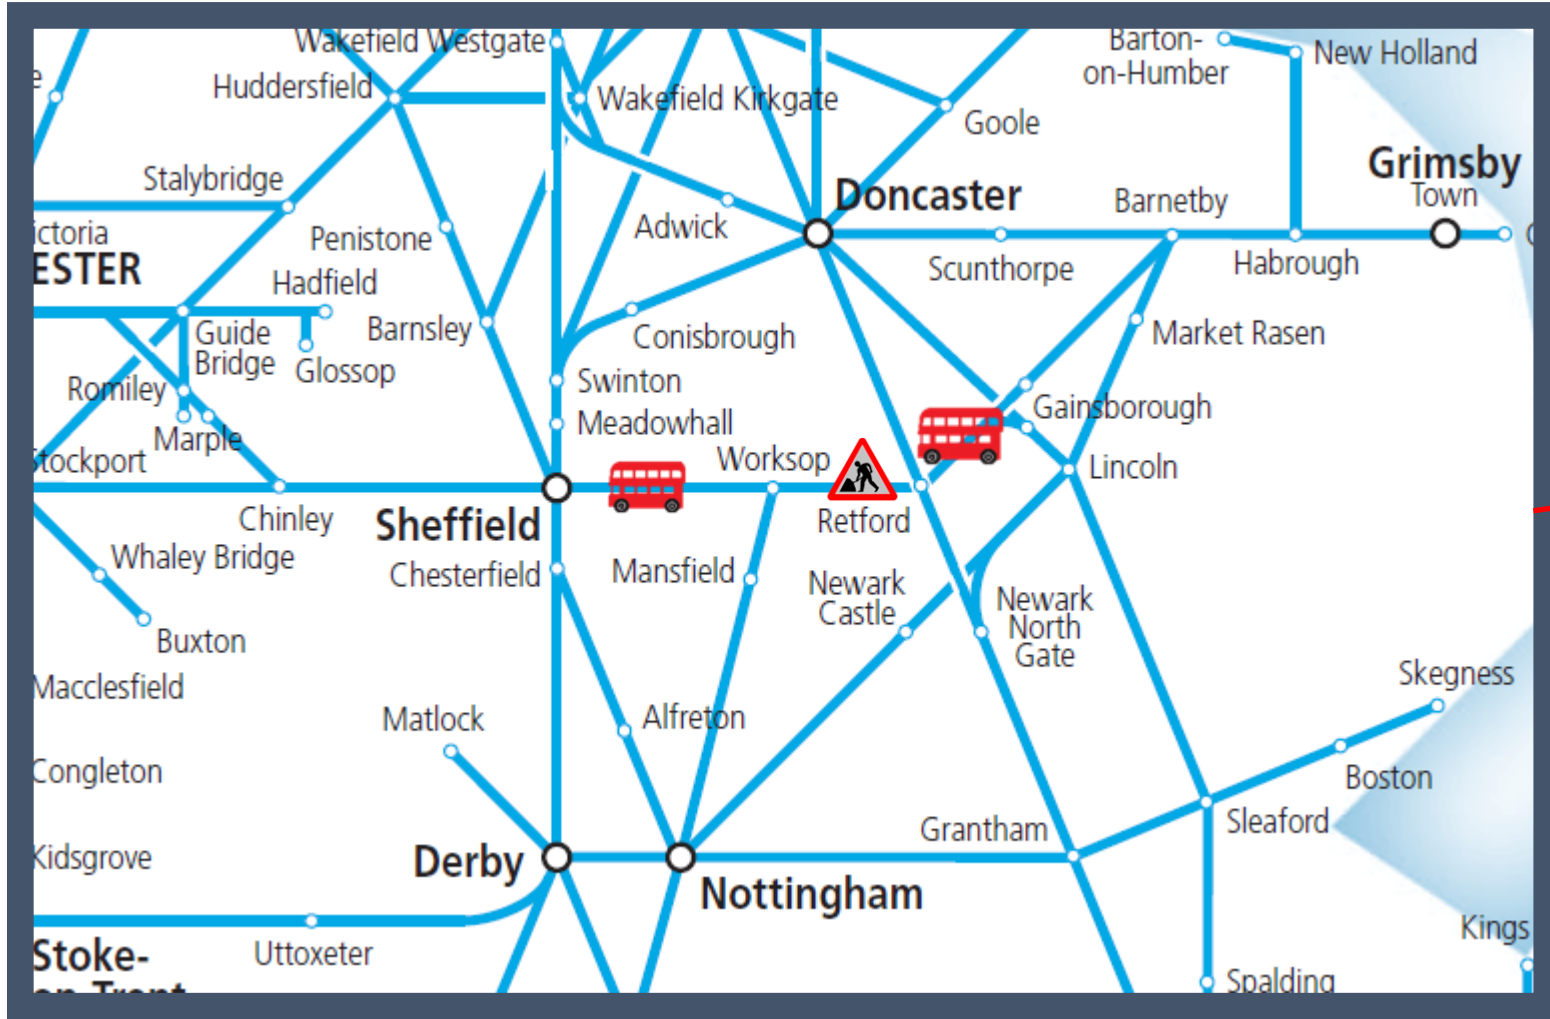 Wakefield Westgate
Barton-
on-Humber
New Holland
Huddersfield
Wakefield Kirkgate
Goole
Stalybridge
Grimsby
Town
Doncaster
Barnetby
Adwick
ictoria
ESTER
Penistone
Hadfield
Scunthorpe
Habrough
Guide
Bridge
Barnsley
Conisbrough
Market Rasen
Glossop
Romiley
Swinton
Gainsborough
Meadowhall
Marple
Stockport
Worksop
Lincoln
Chinley
Sheffield
Retford
Whaley Bridge
Chesterfield
Mansfield
Newark
Castle
Newark
North
Gate
Buxton
Macclesfield
Skegness
Matlock
Alfreton
Congleton
Boston
Grantham
Sleaford
Kidsgrove
Derby
Nottingham
Kings
Uttoxeter
Stoke-
on-Trent
Spalding